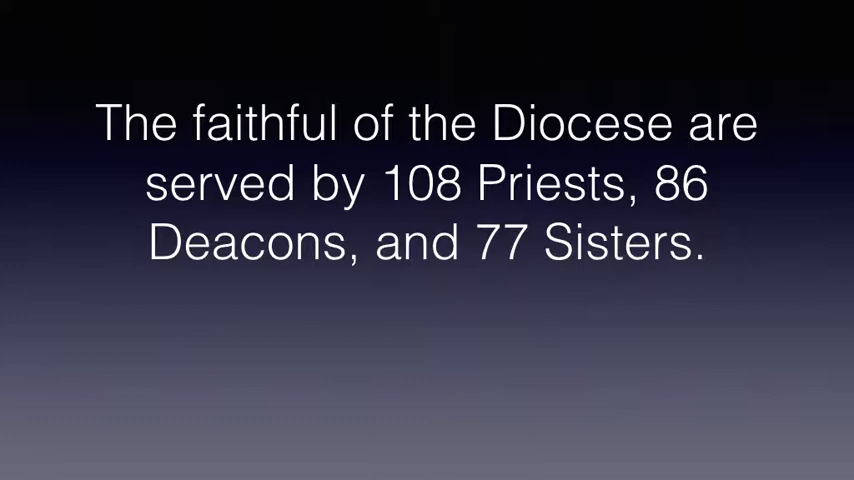 The faithful of the Diocese are
served by 108 Priests, 86
Deacons, and 77 Sisters.